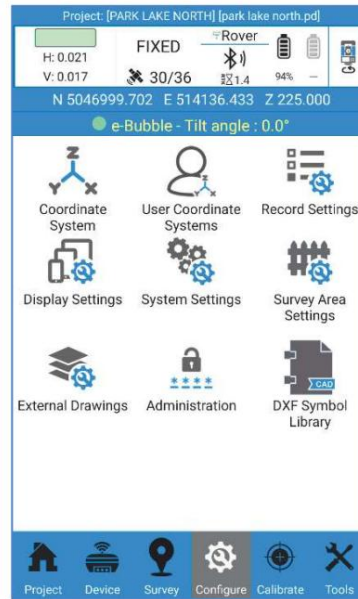 Project: [PARK LAKE NORTH] [park lake north.pd]
H: 0.021
V: 0.017
FIXED
30/36
Rover
1.4
94%
--
N 5046999.702 E 514136.433 Z 225.000
e-Bubble - Tilt angle : 0.0°
Z
Y X
Coordinate
System
User Coordinate
Systems
Record Settings
Display Settings
System Settings
Survey Area
Settings
External Drawings
****
Administration
CAD
DXF Symbol
Library
Project
Device
Survey
Configure
Calibrate
Tools